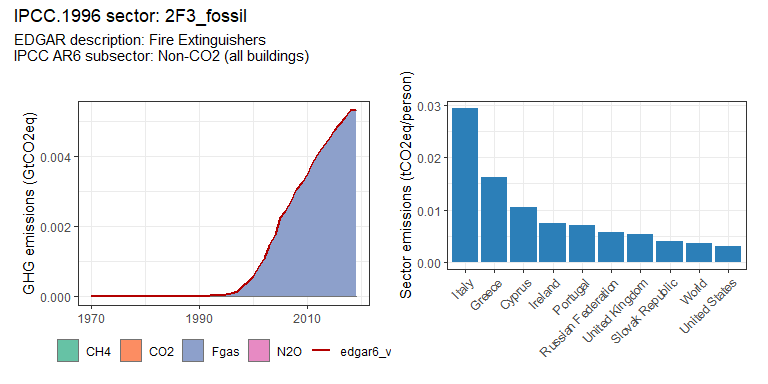 IPCC.1996 sector: 2F3_fossil
EDGAR description: Fire Extinguishers
IPCC AR6 subsector: Non-CO2 (all buildings)
GHG emissions (GtCO2eq)
0.004
0.002
0.000
1970
1990
2010
CH4
CO2
Fgas
N2O
edgar6_v
Sector emissions (tCO2eq/person)
0.03
0.02
0.01
0.00
Italy
Greece
Cyprus
Ireland
Portugal
Russian Federation
United Kingdom
Slovak Republic
World
United States